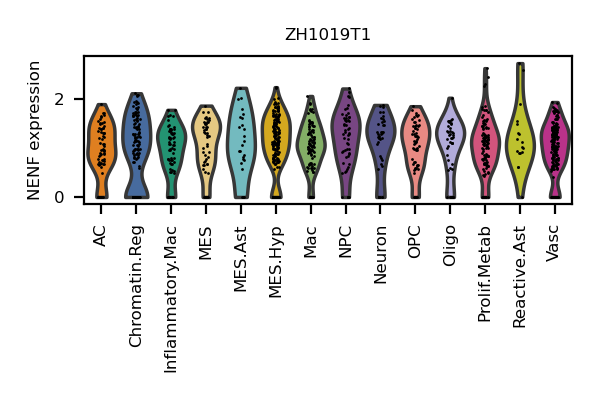 ZH1019T1
NENF expression
2
0
AC
Chromatin.Reg
Inflammatory.Mac
MES
MES.Ast
MES.Hyp
Mac
NPC
Neuron
OPC
Oligo
Prolif.Metab
Reactive.Ast
Vasc